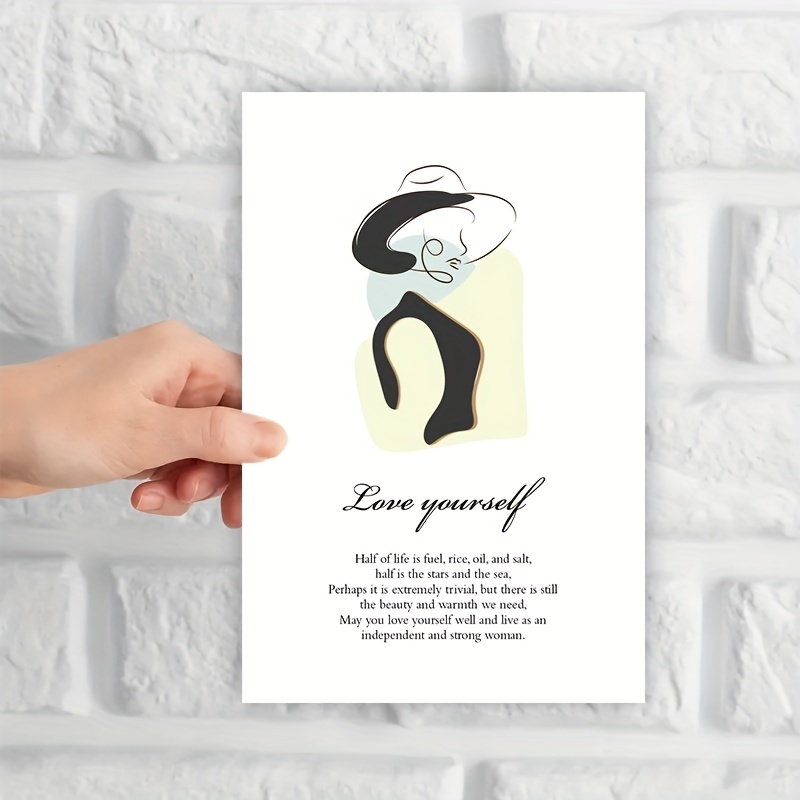 Love yourself
Half of life is fuel, rice, oil, and salt,
half is the stars and the sea,
Perhaps it is extremely trivial, but there is still
the beauty and warmth we need,
May you love yourself well and live as an
independent and strong woman.